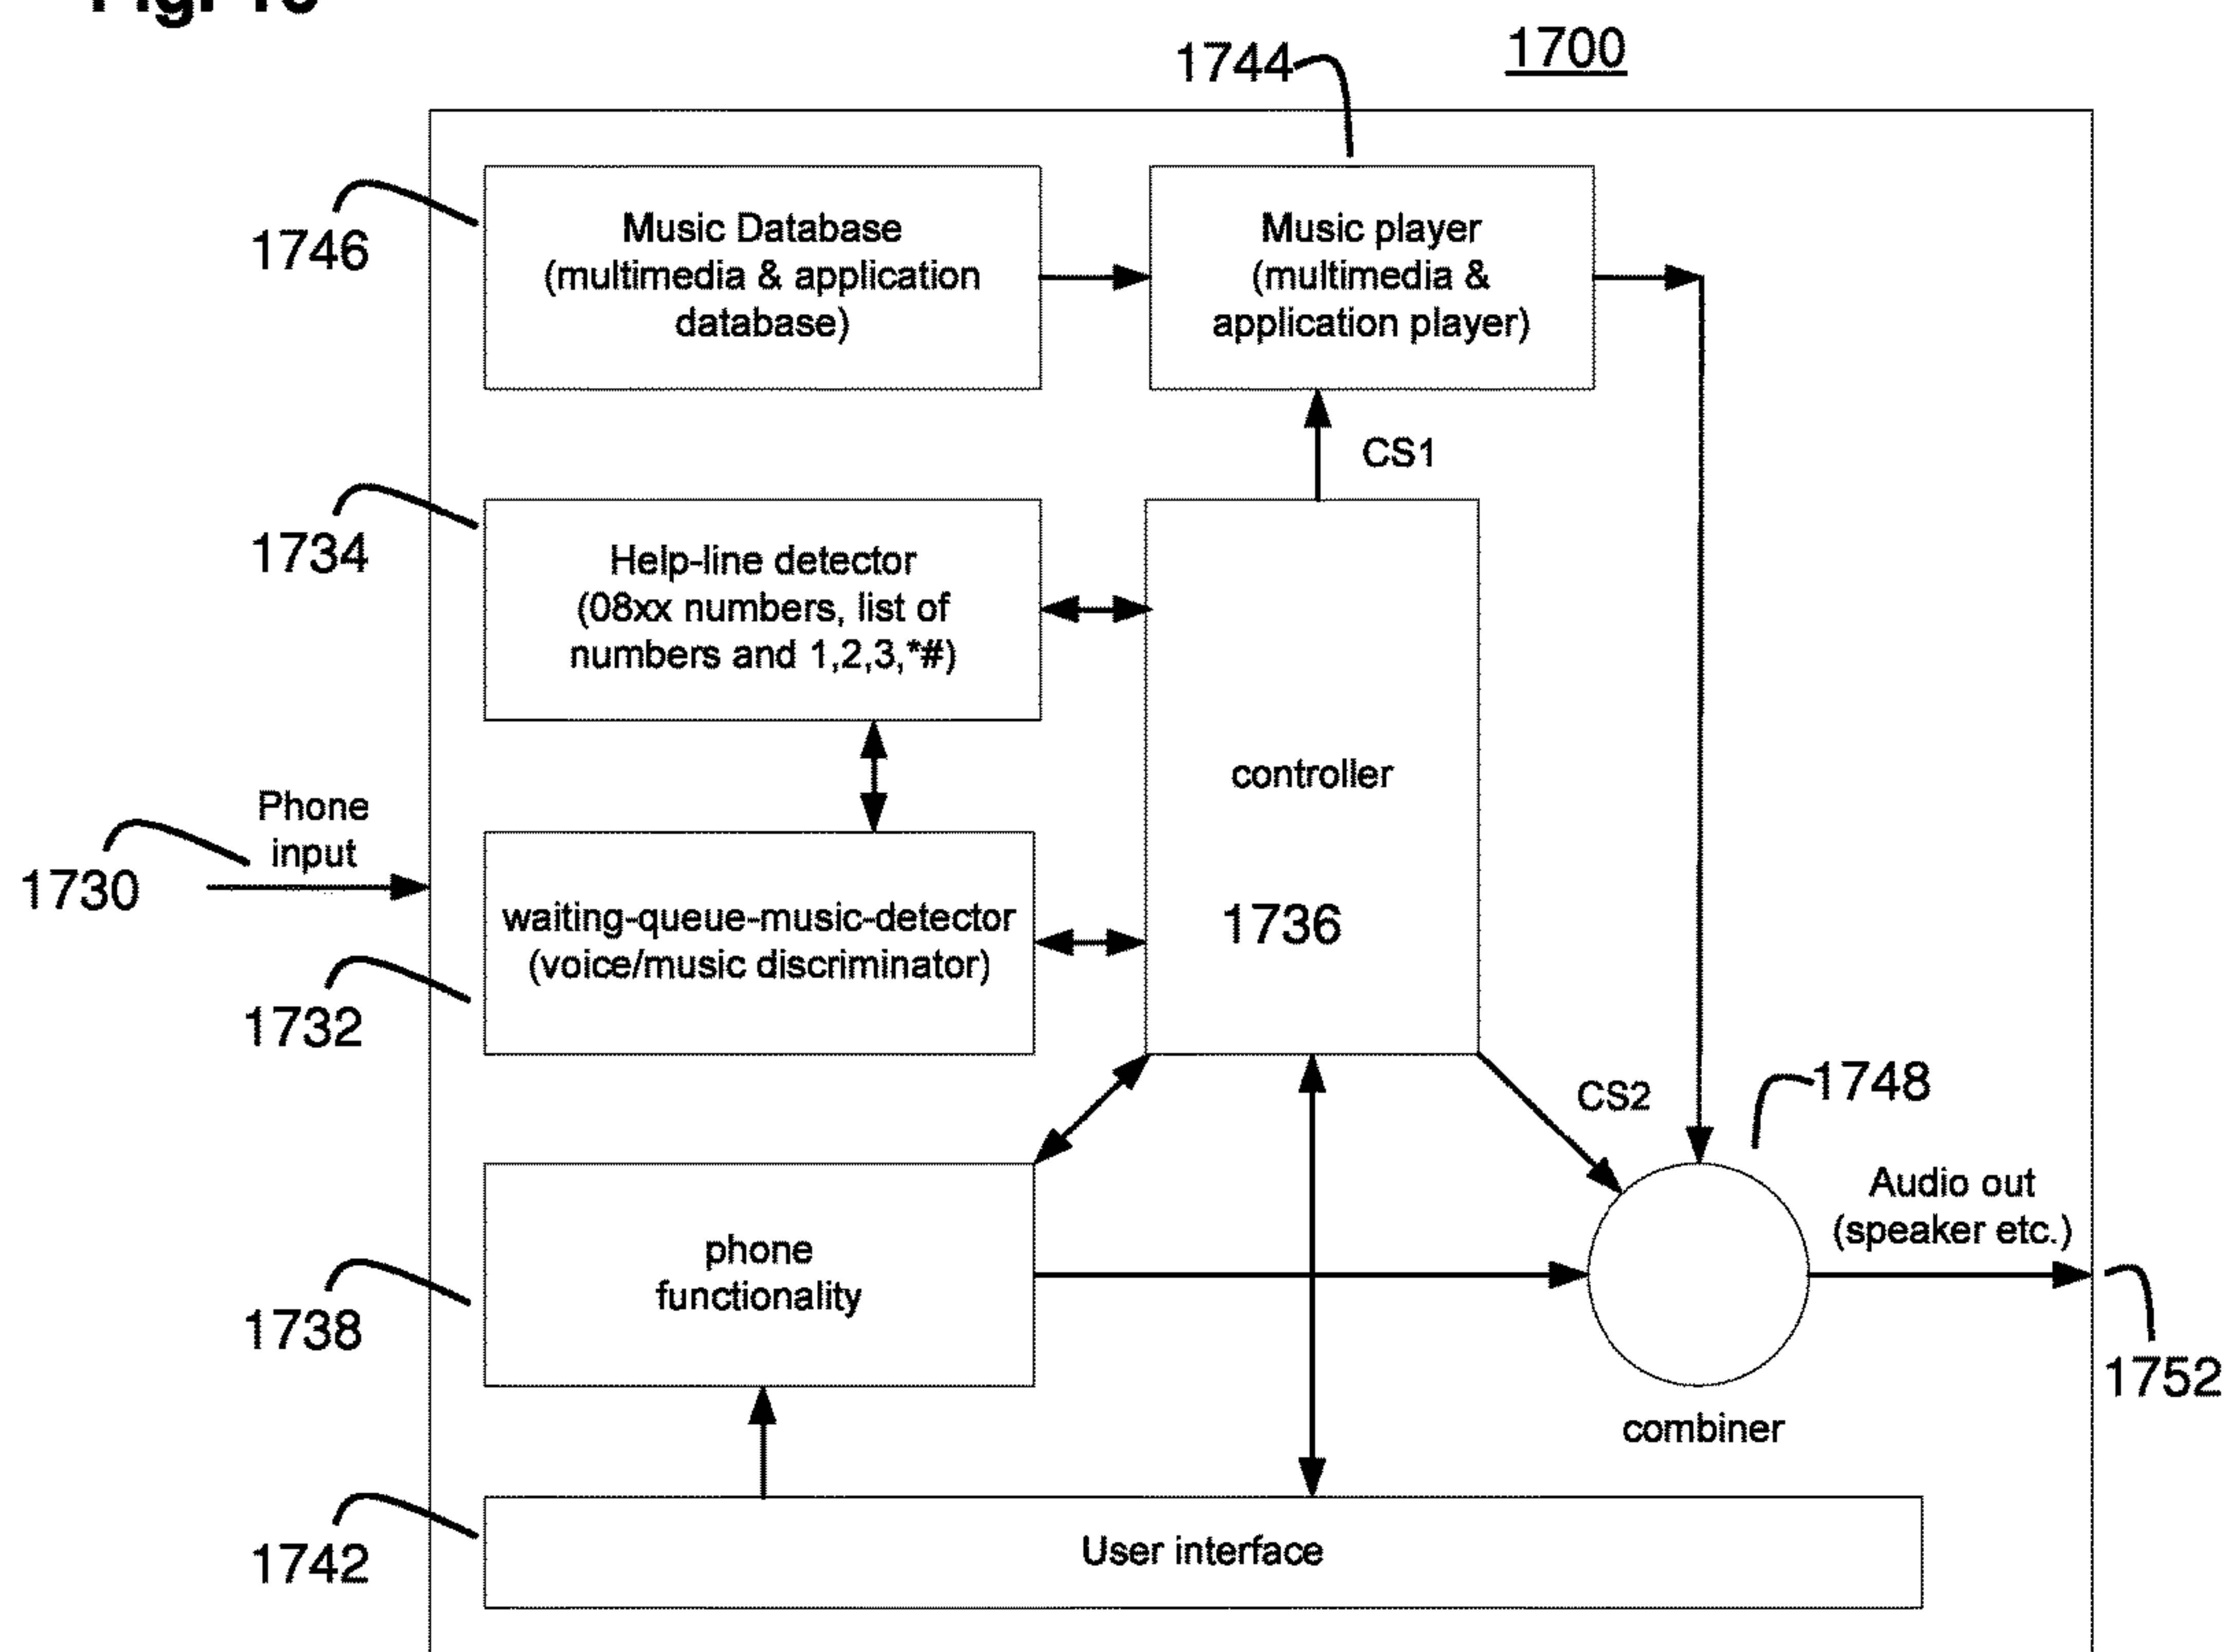 1744
1700
Music Database
(multimedia & application
database)
1746
Music player
(multimedia &
application player)
CS1
1734
Help-line detector
(08xx numbers, list of
numbers and 1,2,3,*#)
controller
1736
Phone
input
1730
waiting-queue-music-detector
(voice/music discriminator)
1732
CS2
1748
Audio out
(speaker etc.)
phone
functionality
1738
1752
combiner
User interface
1742